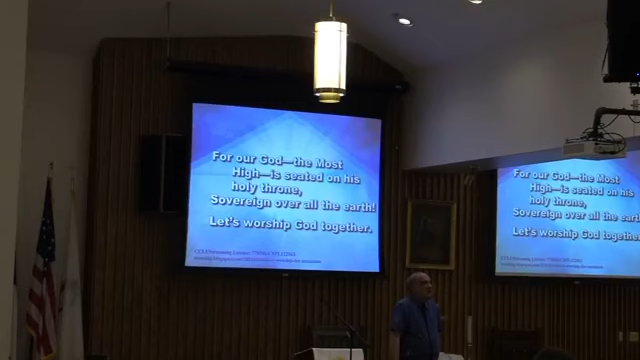 For our God—the Most
High—is seated on his
holy throne,
Sovereign over all the earth!
Let's worship God together.
For our God—the Most
High—is seated on his
holy throne,
Sovereign over all the earth
Let's worship God together.